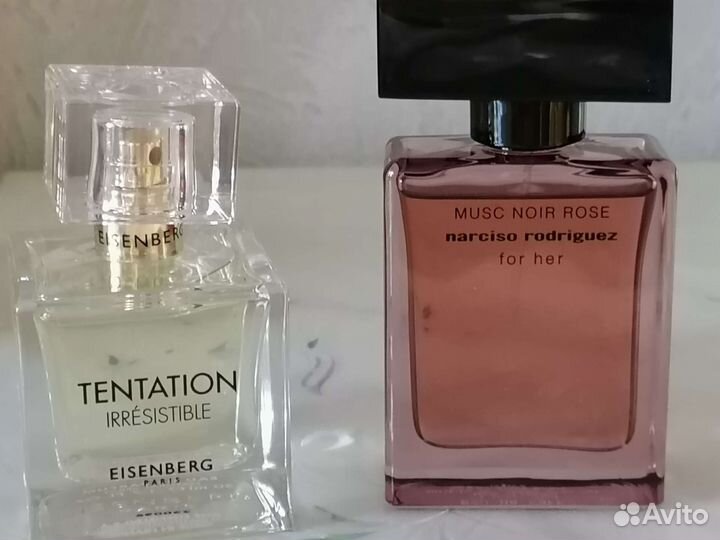 EISENBERG
TENTATION
IRRÉSISTIBLE
EISENBERG
PARIS
MUSC NOIR ROSE
narciso rodriguez
for her
Avito